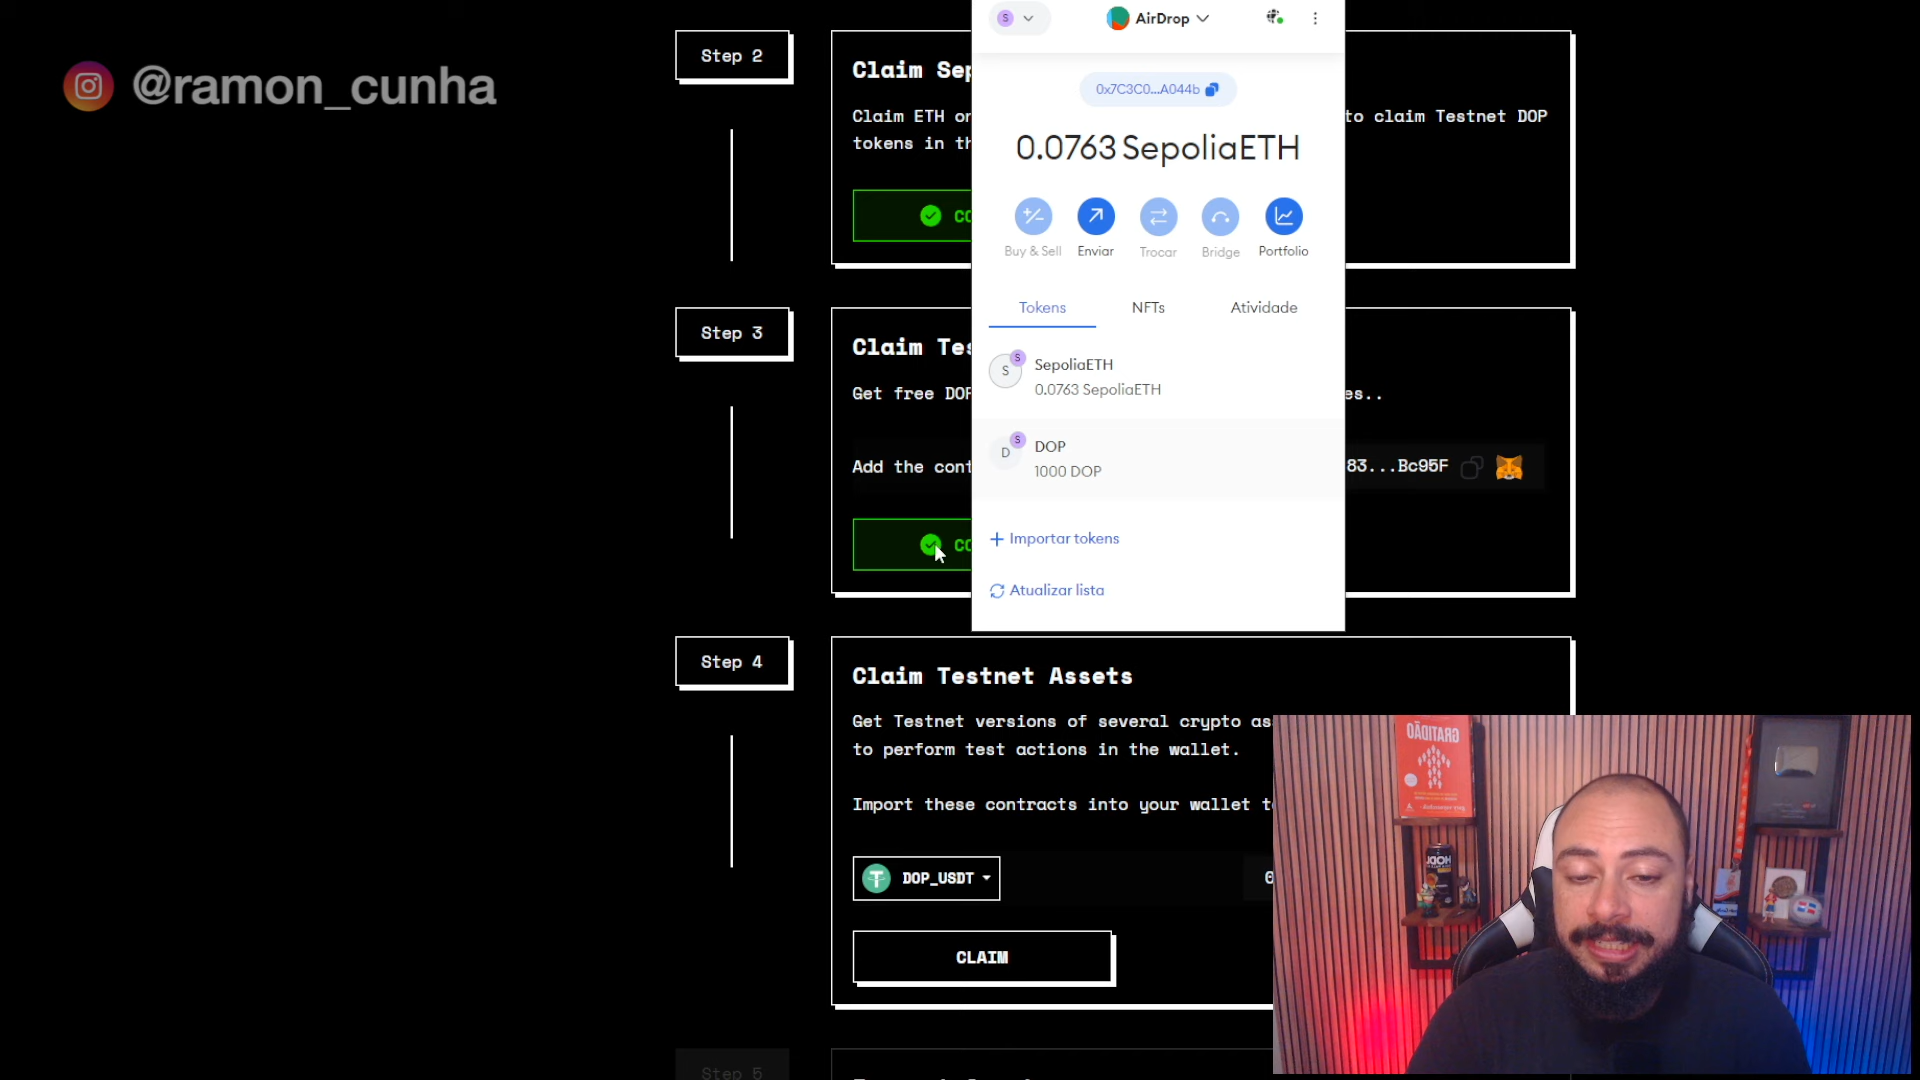 @ramon_cunha
Step 2
Claim Sep
Claim ETH or
to claim Testnet DOP
tokens in th
S
AirDrop
0x7C3C0...A044b
0.0763 SepoliaETH
Buy & Sell
Enviar
Trocar
Bridge
Portfolio
Tokens
NFTs
Atividade
S
S
SepoliaETH
0.0763 SepoliaETH
D
S
DOP
1000 DOP
+ Importar tokens
Atualizar lista
Step 3
Claim Tes
Get free DOP
es..
Add the cont
83...Bc95F
CO
Step 4
Claim Testnet Assets
Get Testnet versions of several crypto as
to perform test actions in the wallet.
Import these contracts into your wallet t
DOP_USDT
0
CLAIM
GRATIDÃO
HODL
Step 5